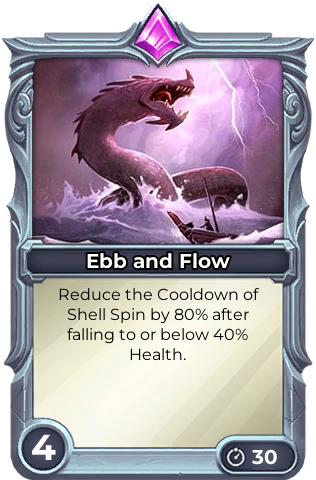 Ebb and Flow
Reduce the Cooldown of
Shell Spin by 80% after
falling to or below 40%
Health.
4
30